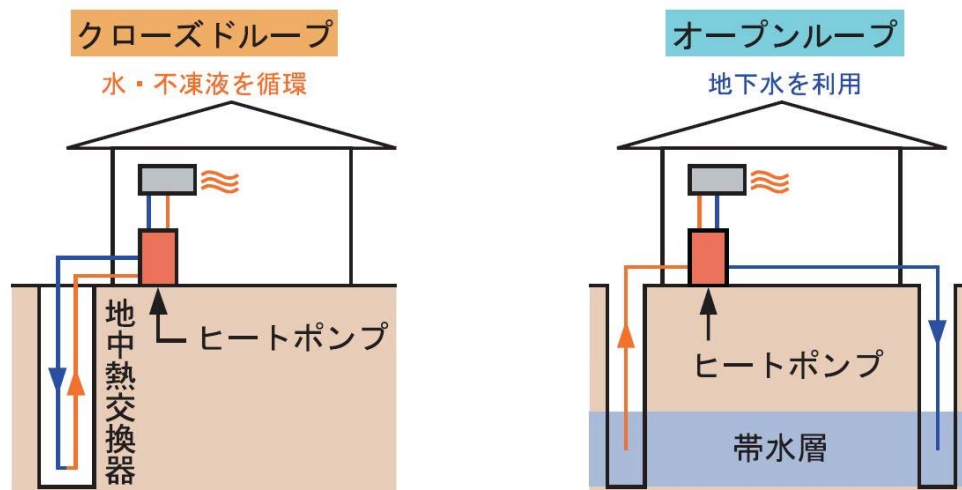 クローズドループ
水・不凍液を循環
ヒートポンプ
地中熱交換器
オープンループ
地下水を利用
ヒートポンプ
帯水層